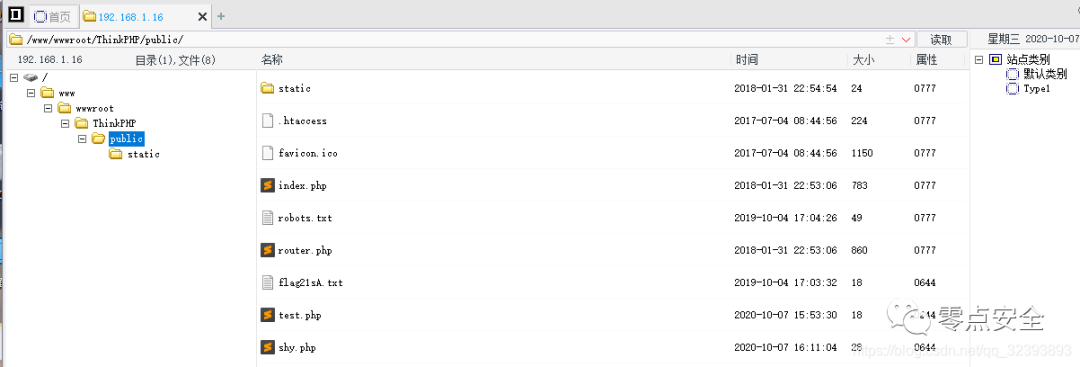 首页
192.168.1.16
/www/wwwroot/ThinkPHP/public/
读取
星期三 2020-10-07
192.168.1.16 目录(1),文件(8) 名称 时间 大小 属性
站点类别
默认类别
Type1
/
www
wwwroot
ThinkPHP
public
static
static 2018-01-31 22:54:54 24 0777
.htaccess 2017-07-04 08:44:56 224 0777
favicon.ico 2017-07-04 08:44:56 1150 0777
index.php 2018-01-31 22:53:06 783 0777
robots.txt 2019-10-04 17:04:26 49 0777
router.php 2018-01-31 22:53:06 860 0777
flag21sA.txt 2019-10-04 17:03:32 18 0644
test.php 2020-10-07 15:53:30 18
零点安全
shy.php 2020-10-07 16:11:04 28 0644
https://blog.csdn.net/qq_32393893